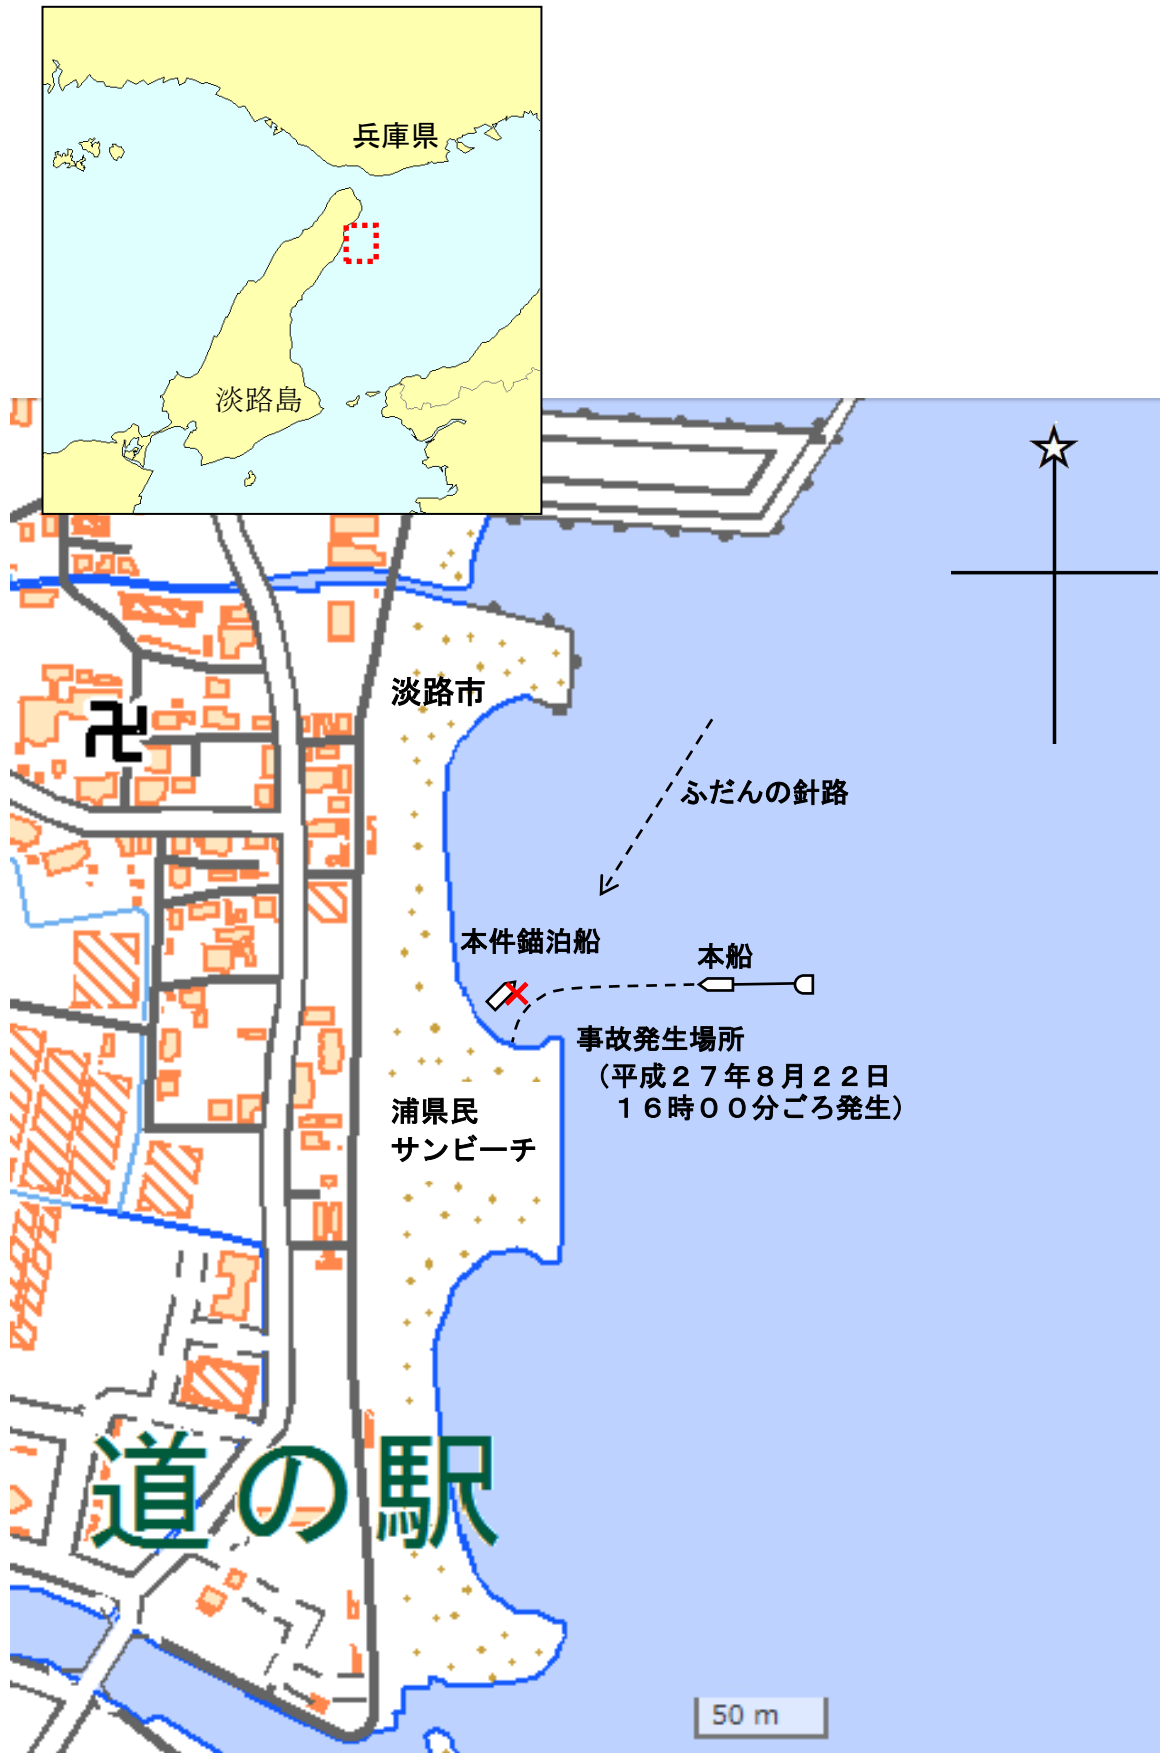 兵庫県
淡路島
淡路市
ふだんの針路
本件錨泊船
本船
事故発生場所
（平成２７年８月２２日
１６時００分ごろ発生）
浦県民
サンビーチ
道の駅
50 m